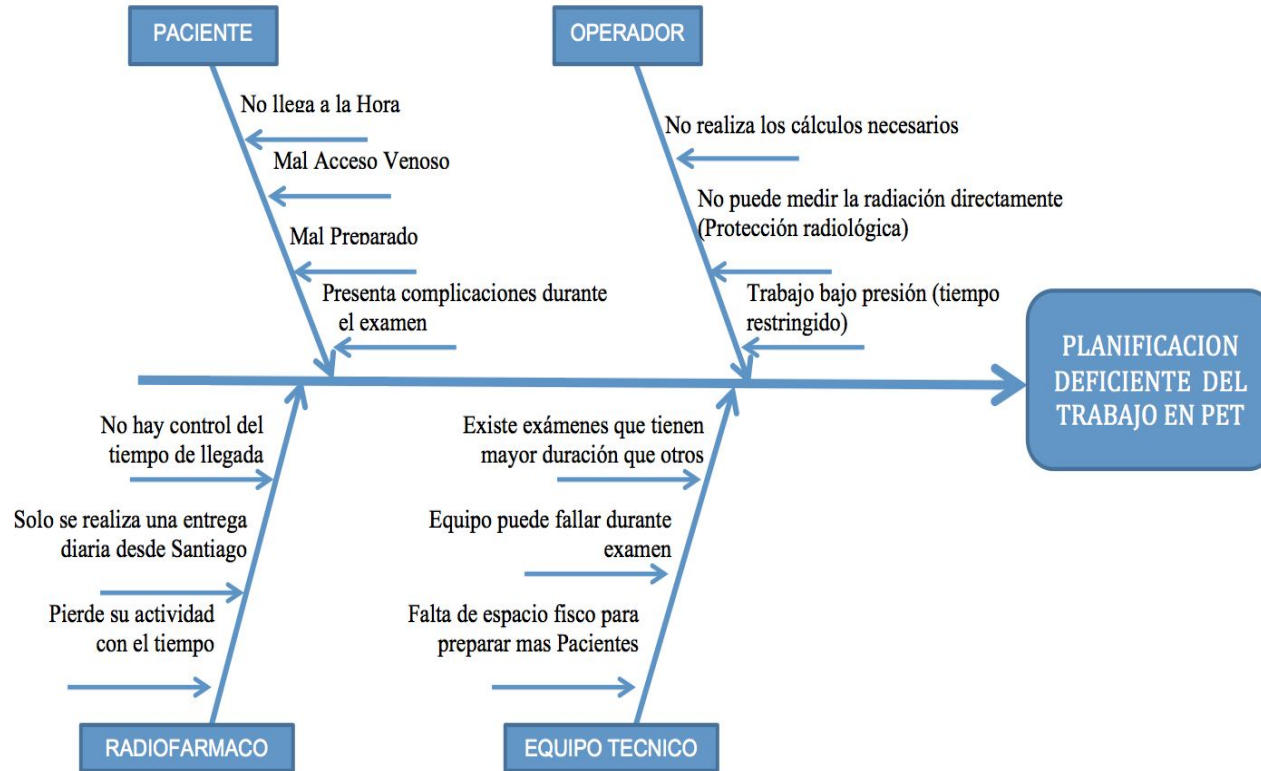 PACIENTE
OPERADOR
No llega a la Hora
Mal Acceso Venoso
Mal Preparado
Presenta complicaciones durante
el examen
No realiza los cálculos necesarios
No puede medir la radiación directamente
(Protección radiológica)
Trabajo bajo presión (tiempo
restringido)
PLANIFICACION
DEFICIENTE DEL
TRABAJO EN PET
No hay control del
tiempo de llegada
Solo se realiza una entrega
diaria desde Santiago
Pierde su actividad
con el tiempo
Existe exámenes que tienen
mayor duración que otros
Equipo puede fallar durante
examen
Falta de espacio fisco para
preparar mas Pacientes
RADIOFARMACO
EQUIPO TECNICO